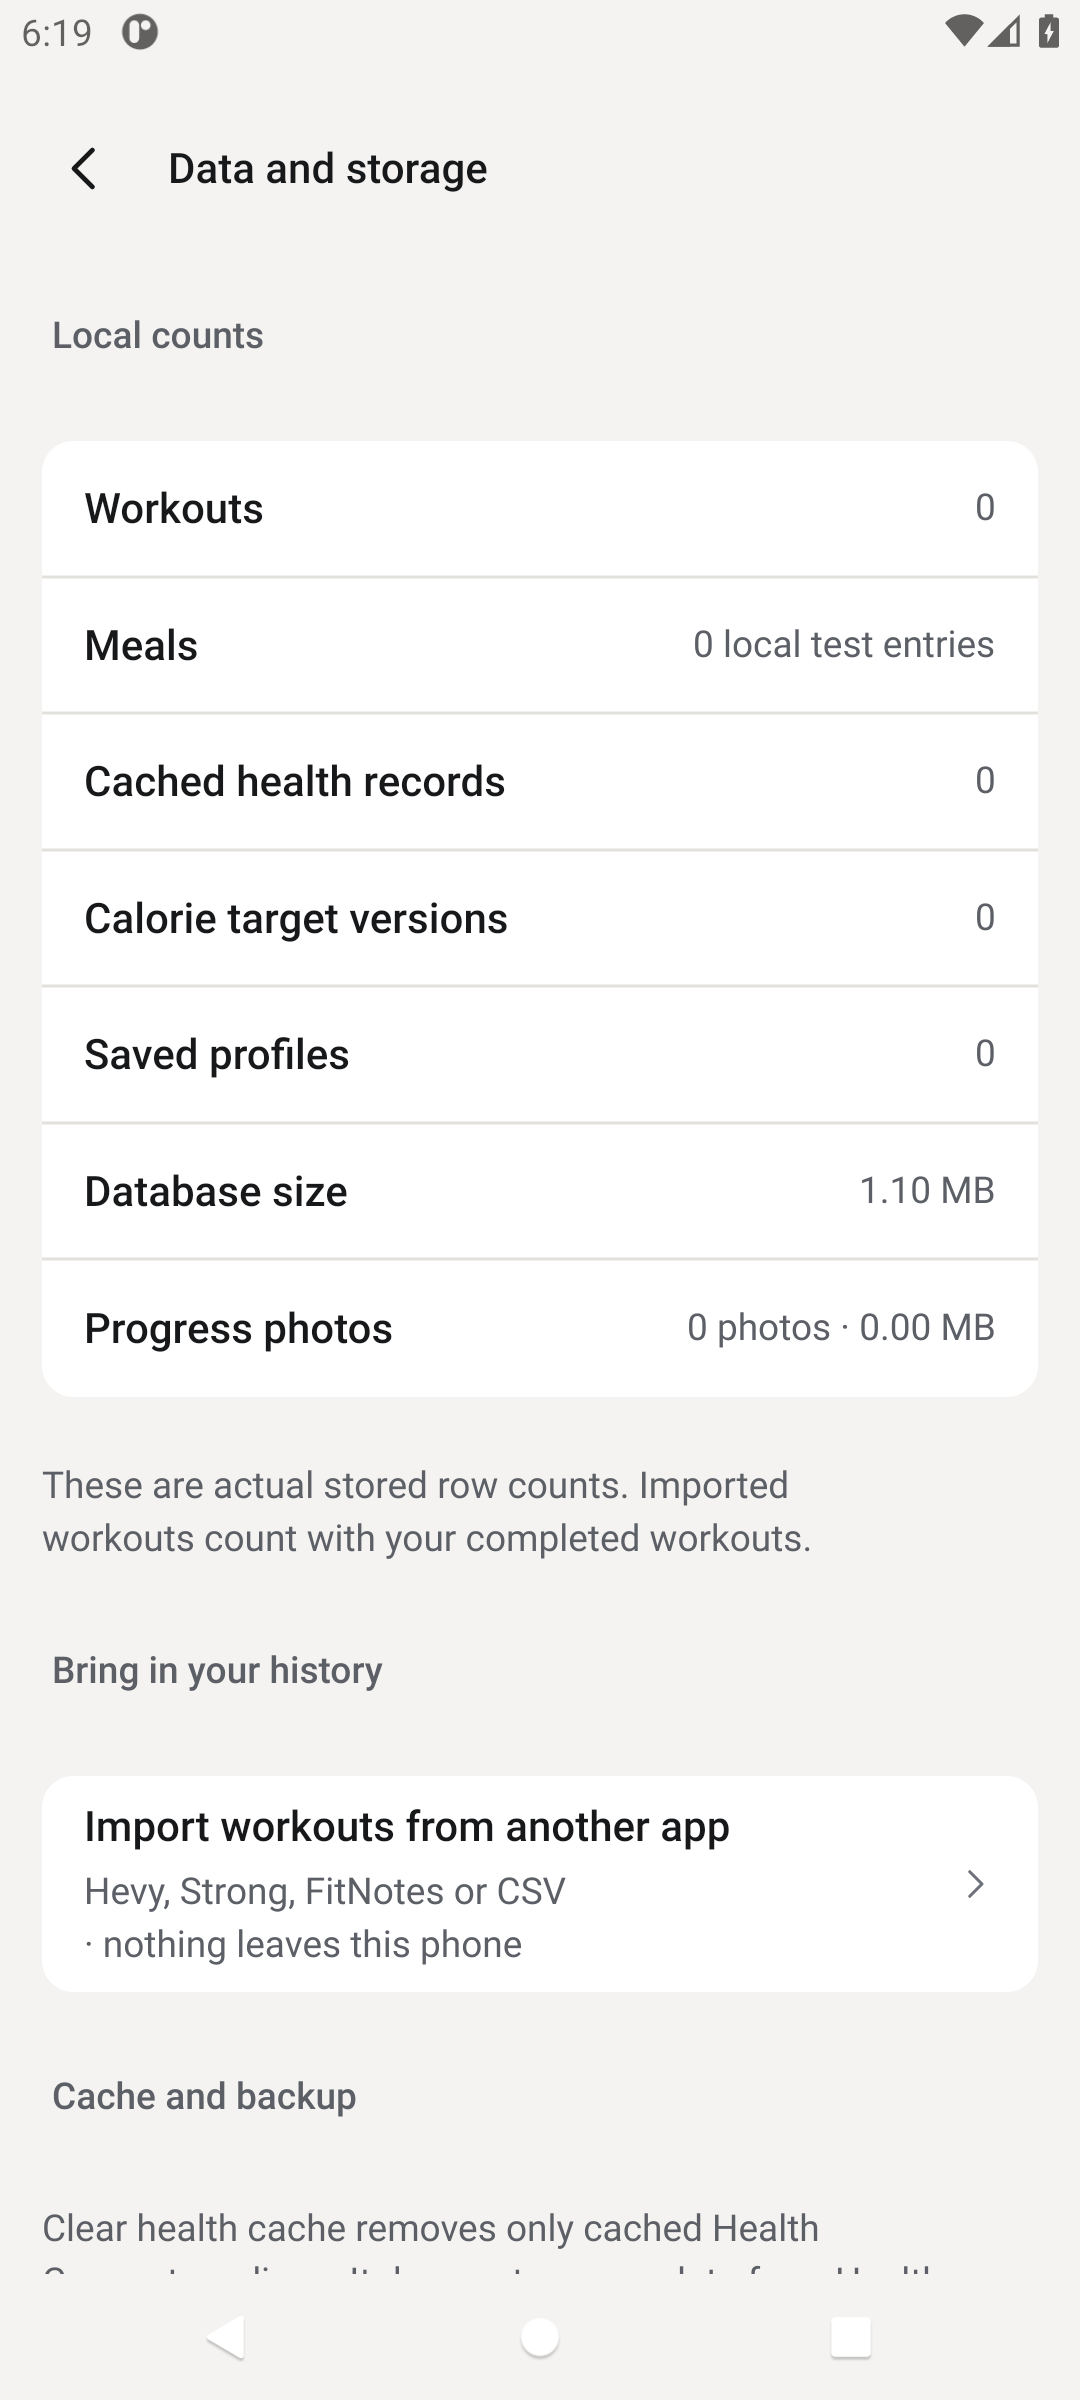 6:19
Data and storage
Local counts
Workouts 0
Meals 0 local test entries
Cached health records 0
Calorie target versions 0
Saved profiles 0
Database size 1.10 MB
Progress photos 0 photos · 0.00 MB
These are actual stored row counts. Imported
workouts count with your completed workouts.
Bring in your history
Import workouts from another app
Hevy, Strong, FitNotes or CSV
· nothing leaves this phone
Cache and backup
Clear health cache removes only cached Health